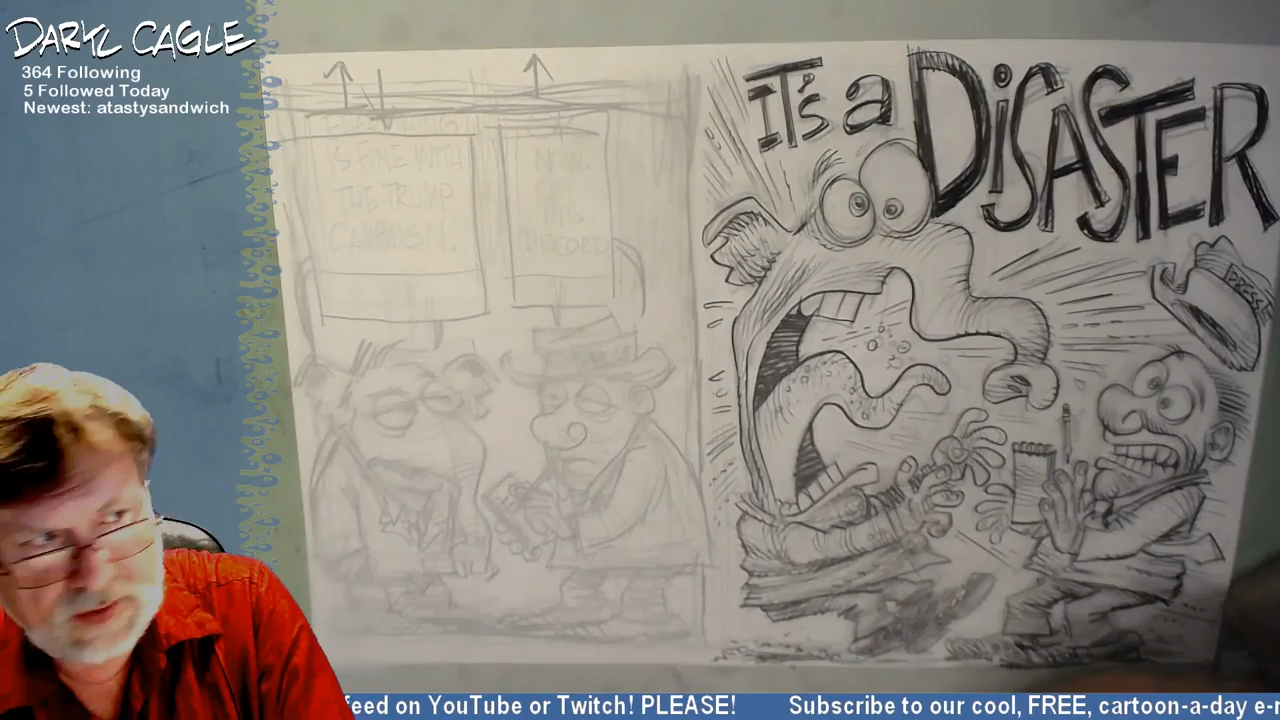 DARYL CAGLE
364 Following
5 Followed Today
Newest: atastysandwich
EVERYTHING
IS FINE WITH
THE TRUMP
CAMPAIGN.
NOW,
RECORD
IT'S a DISASTER
PRESS
feed on YouTube or Twitch! PLEASE!
Subscribe to our cool, FREE, cartoon-a-day e-